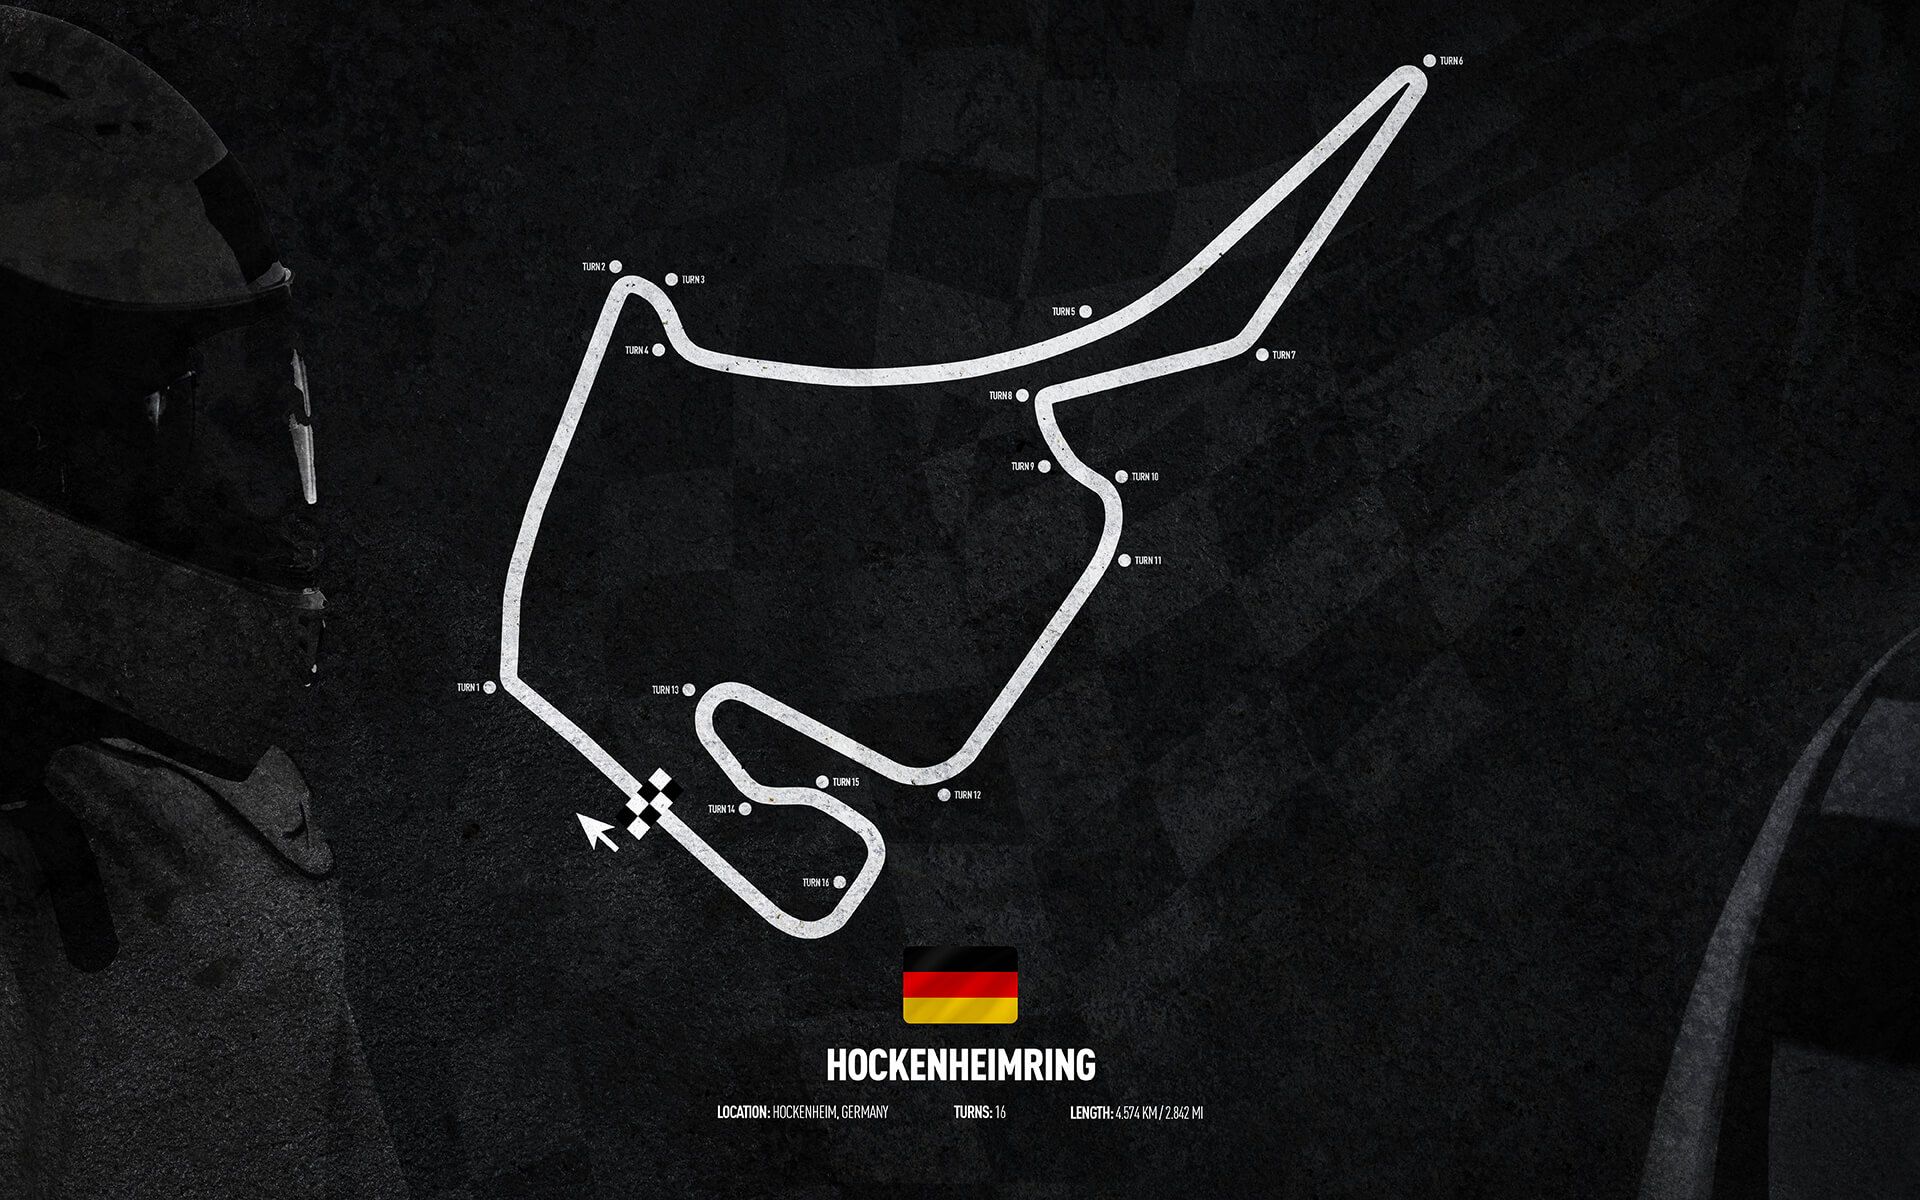 TURN 6
TURN 2
TURN 3
TURN 5
TURN 4
TURN 7
TURN 8
TURN 9
TURN 10
TURN 11
TURN 1
TURN 13
TURN 15
TURN 12
TURN 14
TURN 16
HOCKENHEIMRING
LOCATION: HOCKENHEIM, GERMANY TURNS: 16 LENGTH: 4.574 KM / 2.842 MI